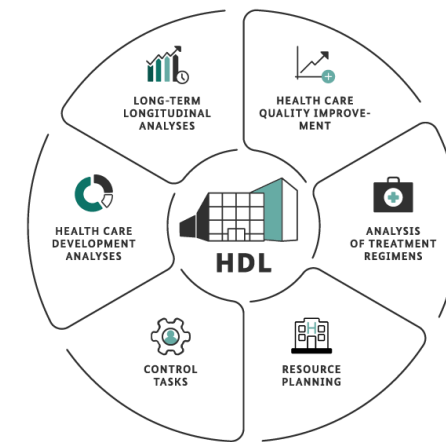 LONG-TERM
LONGITUDINAL
ANALYSES
HEALTH CARE
QUALITY IMPROVE-
MENT
HEALTH CARE
DEVELOPMENT
ANALYSES
HDL
ANALYSIS
OF TREATMENT
REGIMENS
CONTROL
TASKS
H
RESOURCE
PLANNING